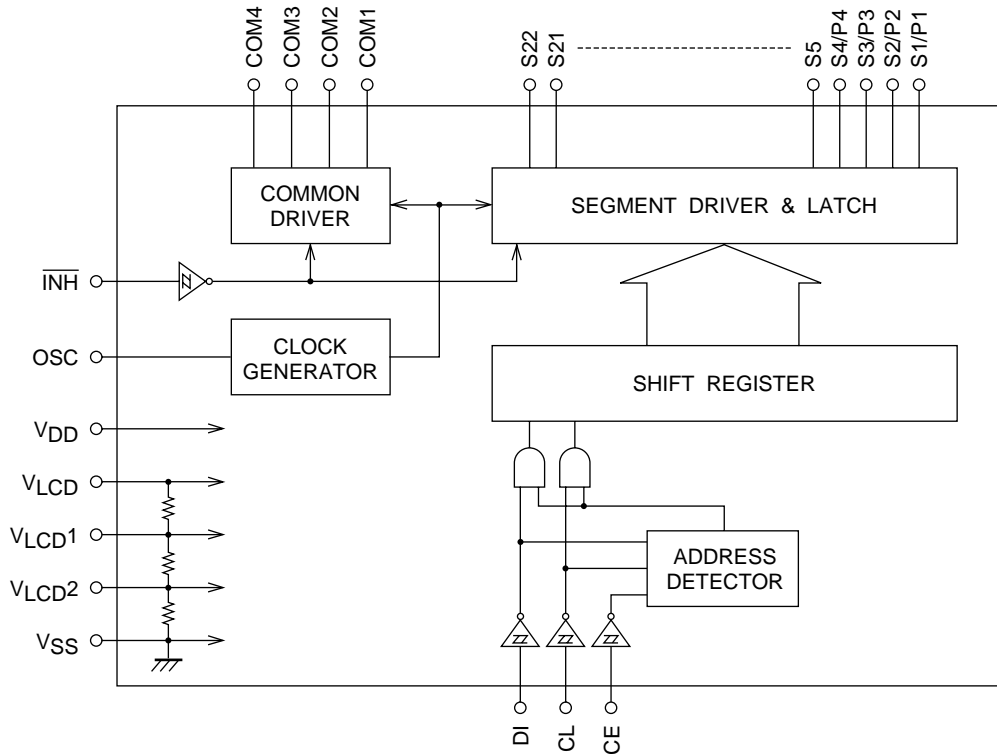 COM4
COM3
COM2
COM1
S22
S21
S5
S4/P4
S3/P3
S2/P2
S1/P1
COMMON
DRIVER
SEGMENT DRIVER & LATCH
INH
OSC
CLOCK
GENERATOR
SHIFT REGISTER
VDD
VLCD
VLCD1
VLCD2
VSS
ADDRESS
DETECTOR
DI
CL
CE